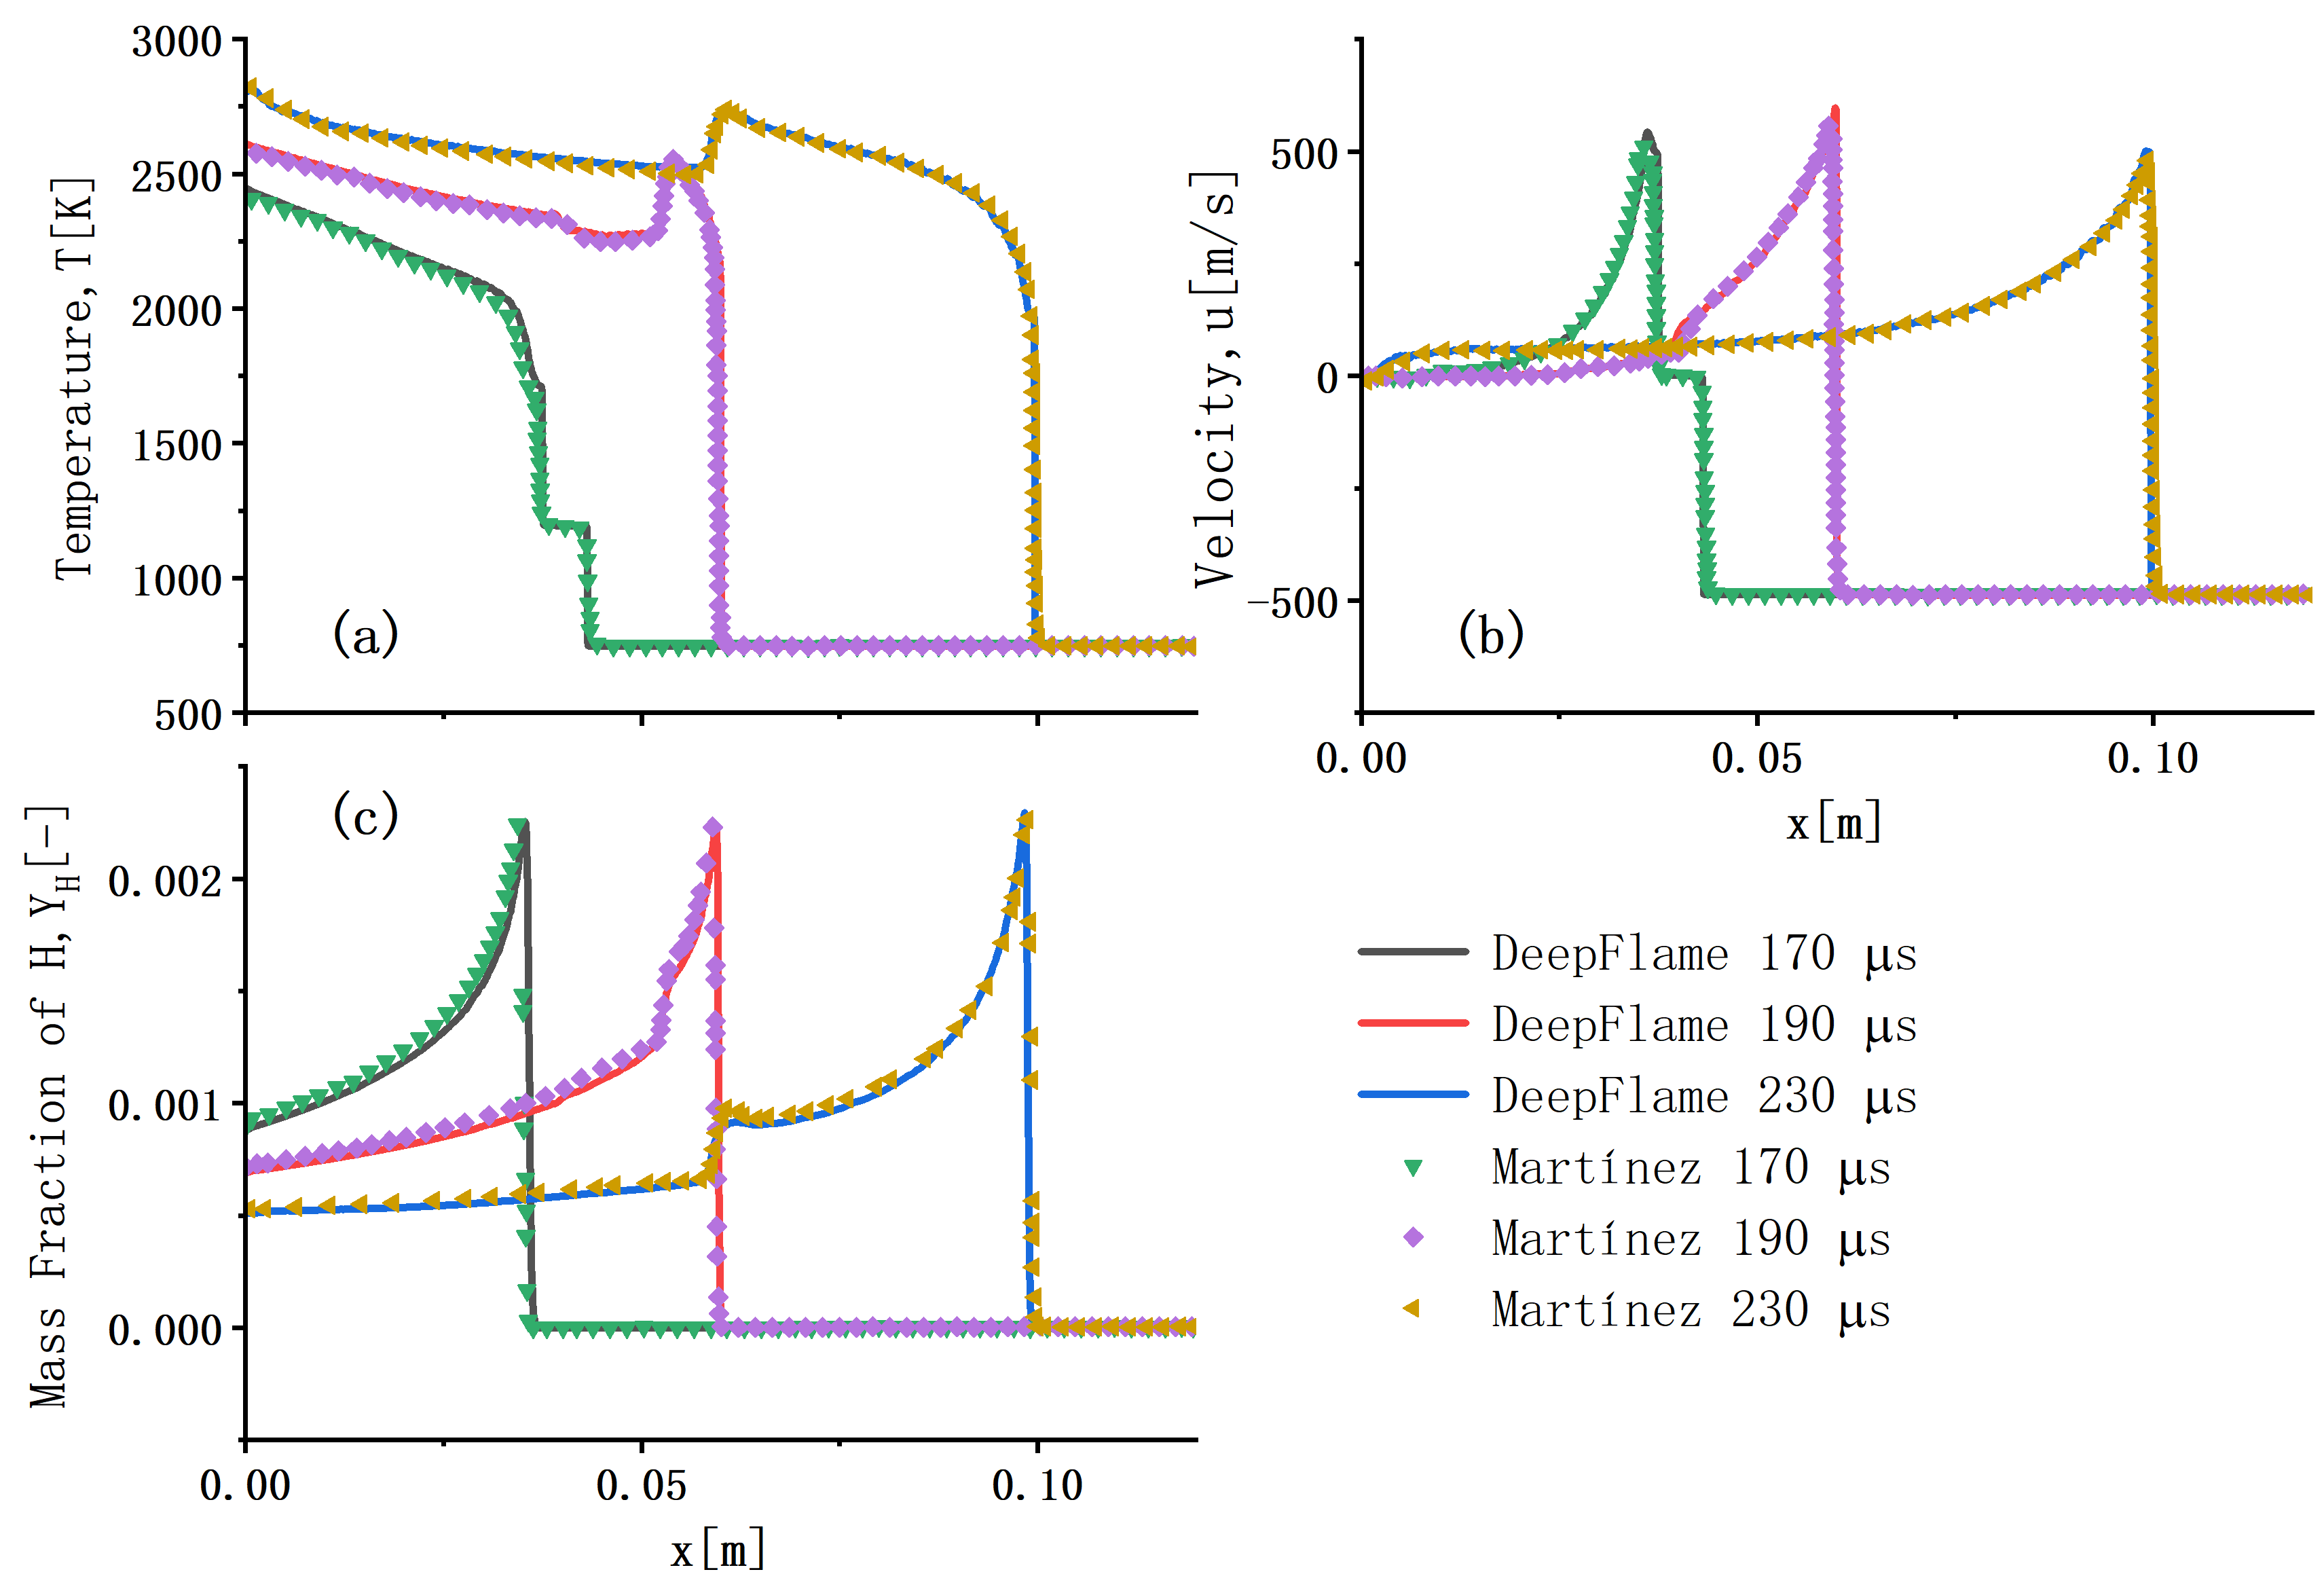 3000
2500
2000
1500
1000
500
Temperature, T[K]
(a)
500
0
-500
Velocity, u[m/s]
(b)
0.00 0.05 0.10
x[m]
0.002
0.001
0.000
Mass Fraction of H, Y_H[-]
(c)
0.00 0.05 0.10
x[m]
DeepFlame 170 μs
DeepFlame 190 μs
DeepFlame 230 μs
Martínez 170 μs
Martínez 190 μs
Martínez 230 μs